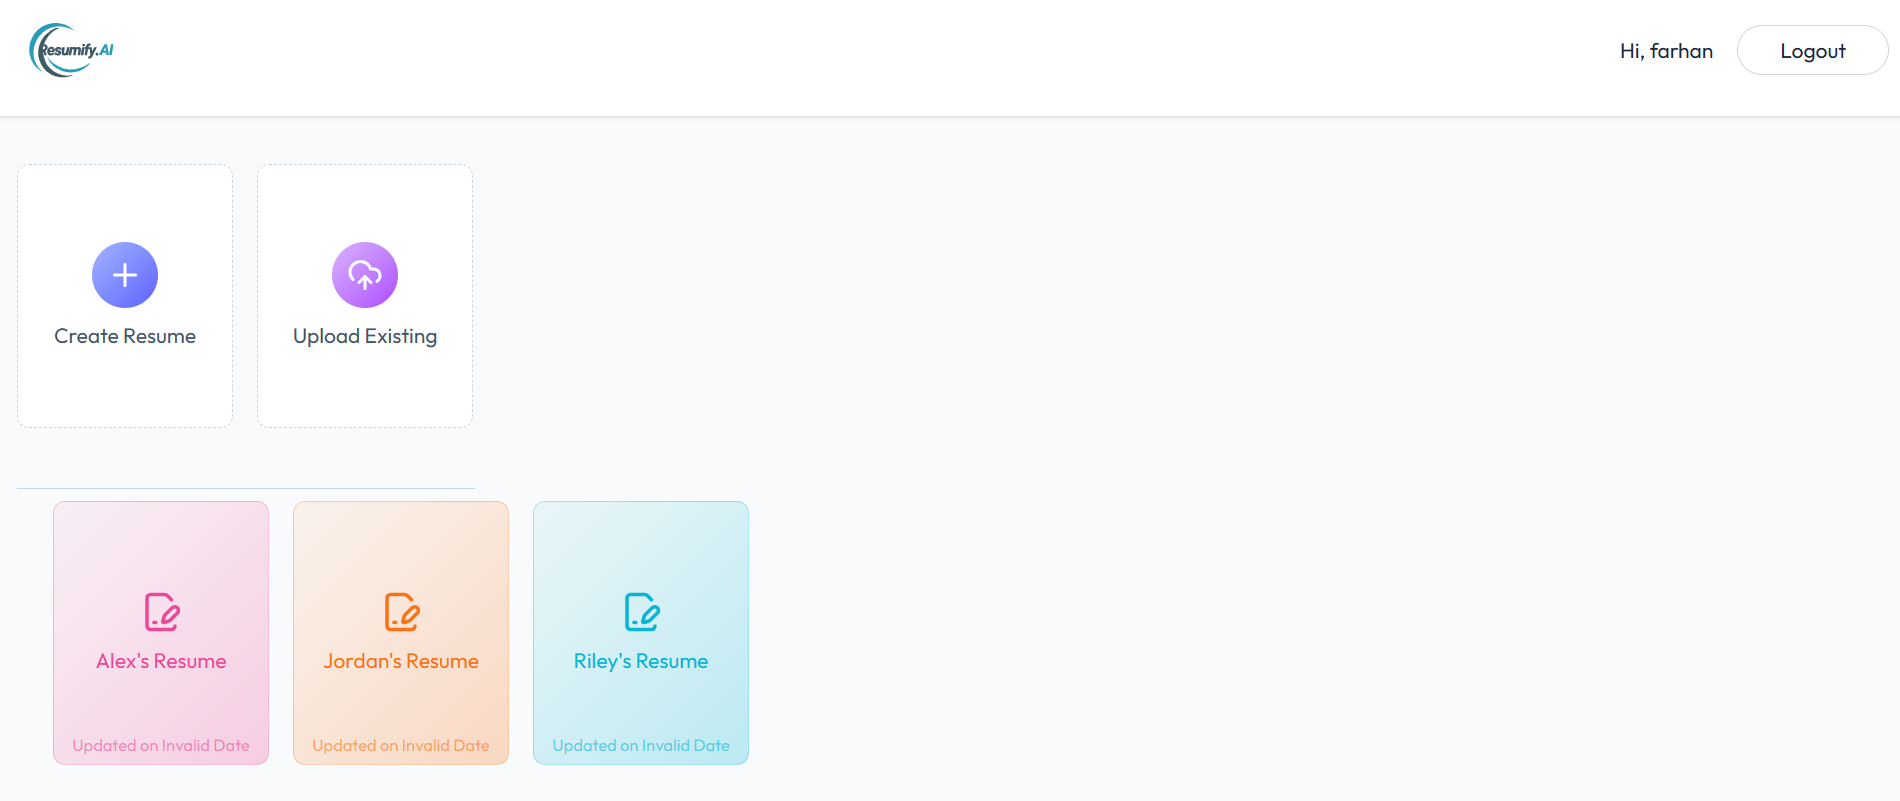 Resumify.AI
Hi, farhan
Logout
Create Resume
Upload Existing
Alex's Resume
Jordan's Resume
Riley's Resume
Updated on Invalid Date
Updated on Invalid Date
Updated on Invalid Date